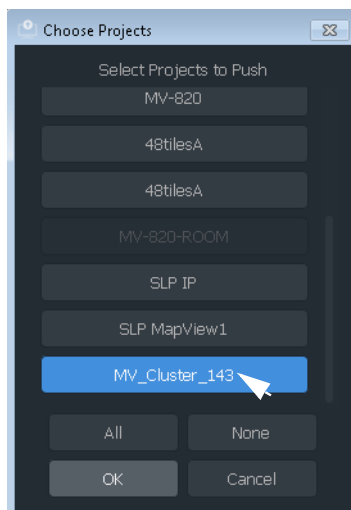 Choose Projects
Select Projects to Push
MV-820
48tilesA
48tilesA
MV-820-ROOM
SLP IP
SLP MapView1
MV_Cluster_143
All None
OK Cancel